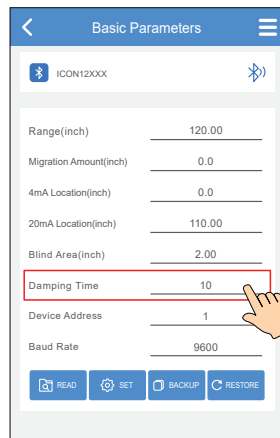 Basic Parameters
ICON12XXX
Range(inch) 120.00
Migration Amount(inch) 0.0
4mA Location(inch) 0.0
20mA Location(inch) 110.00
Blind Area(inch) 2.00
Damping Time 10
Device Address 1
Baud Rate 9600
READ SET BACKUP RESTORE